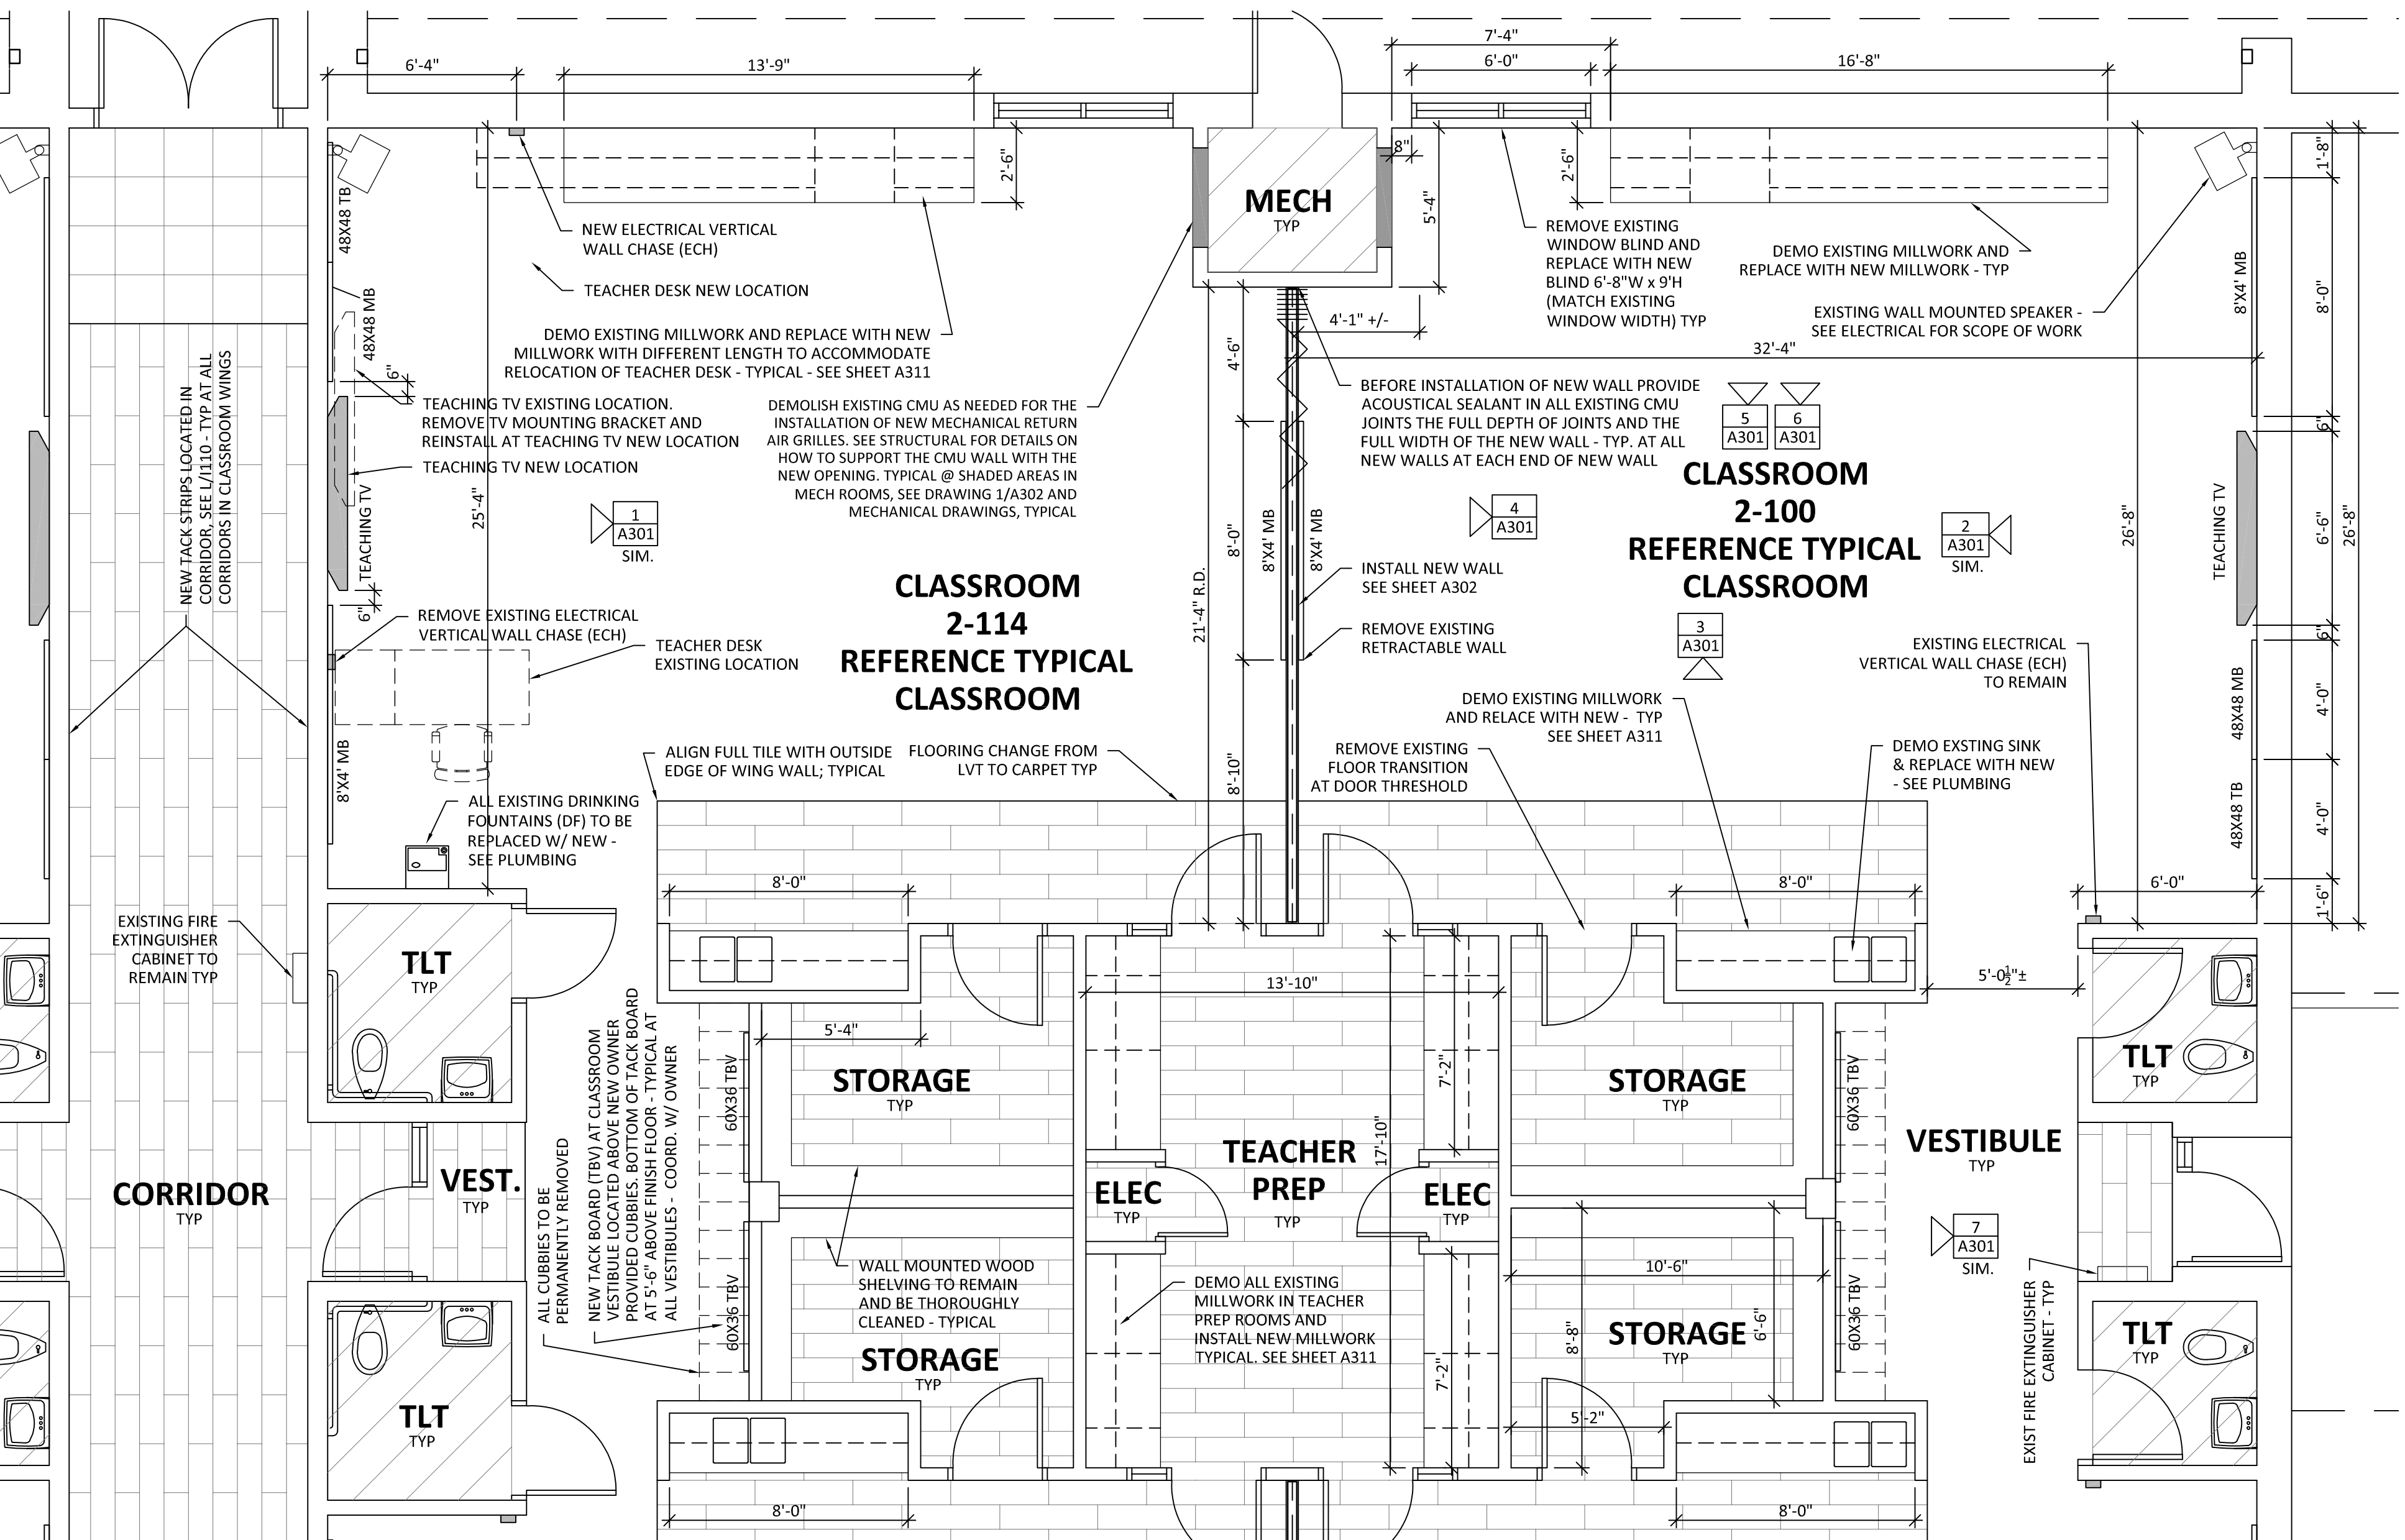 6'-4"
13'-9"
7'-4"
6'-0"
16'-8"
48X48 TB
48X48 MB
2'-6"
MECH
TYP
8"
5'-4"
2'-6"
1'-8"
NEW ELECTRICAL VERTICAL
WALL CHASE (ECH)
TEACHER DESK NEW LOCATION
DEMO EXISTING MILLWORK AND REPLACE WITH NEW
MILLWORK WITH DIFFERENT LENGTH TO ACCOMMODATE
RELOCATION OF TEACHER DESK - TYPICAL - SEE SHEET A311
REMOVE EXISTING
WINDOW BLIND AND
REPLACE WITH NEW
BLIND 6'-8"W x 9'H
(MATCH EXISTING
WINDOW WIDTH) TYP
DEMO EXISTING MILLWORK AND
REPLACE WITH NEW MILLWORK - TYP
EXISTING WALL MOUNTED SPEAKER -
SEE ELECTRICAL FOR SCOPE OF WORK
8'X4' MB
8'-0"
4'-1" +/-
32'-4"
4'-6"
NEW TACK STRIPS LOCATED IN
CORRIDOR, SEE L/I110 - TYP AT ALL
CORRIDORS IN CLASSROOM WINGS
6"
TEACHING TV EXISTING LOCATION.
REMOVE TV MOUNTING BRACKET AND
REINSTALL AT TEACHING TV NEW LOCATION
TEACHING TV NEW LOCATION
DEMOLISH EXISTING CMU AS NEEDED FOR THE
INSTALLATION OF NEW MECHANICAL RETURN
AIR GRILLES. SEE STRUCTURAL FOR DETAILS ON
HOW TO SUPPORT THE CMU WALL WITH THE
NEW OPENING. TYPICAL @ SHADED AREAS IN
MECH ROOMS, SEE DRAWING 1/A302 AND
MECHANICAL DRAWINGS, TYPICAL
BEFORE INSTALLATION OF NEW WALL PROVIDE
ACOUSTICAL SEALANT IN ALL EXISTING CMU
JOINTS THE FULL DEPTH OF JOINTS AND THE
FULL WIDTH OF THE NEW WALL - TYP. AT ALL
NEW WALLS AT EACH END OF NEW WALL
5
A301
6
A301
CLASSROOM
2-100
REFERENCE TYPICAL
CLASSROOM
6"
TEACHING TV
25'-4"
1
A301
SIM.
8'-0"
8'X4' MB
8'X4' MB
4
A301
2
A301
SIM.
26'-8"
TEACHING TV
6'-6"
26'-8"
CLASSROOM
2-114
REFERENCE TYPICAL
CLASSROOM
21'-4" R.D.
INSTALL NEW WALL
SEE SHEET A302
REMOVE EXISTING
RETRACTABLE WALL
3
A301
6"
6"
REMOVE EXISTING ELECTRICAL
VERTICAL WALL CHASE (ECH)
TEACHER DESK
EXISTING LOCATION
EXISTING ELECTRICAL
VERTICAL WALL CHASE (ECH)
TO REMAIN
48X48 MB
4'-0"
DEMO EXISTING MILLWORK
AND RELACE WITH NEW - TYP
SEE SHEET A311
8'X4' MB
ALIGN FULL TILE WITH OUTSIDE
EDGE OF WING WALL; TYPICAL
FLOORING CHANGE FROM
LVT TO CARPET TYP
8'-10"
REMOVE EXISTING
FLOOR TRANSITION
AT DOOR THRESHOLD
DEMO EXSTING SINK
& REPLACE WITH NEW
- SEE PLUMBING
48X48 TB
4'-0"
ALL EXISTING DRINKING
FOUNTAINS (DF) TO BE
REPLACED W/ NEW -
SEE PLUMBING
8'-0"
8'-0"
6'-0"
1'-6"
EXISTING FIRE
EXTINGUISHER
CABINET TO
REMAIN TYP
TLT
TYP
13'-10"
5'-0½"±
5'-4"
7'-2"
STORAGE
TYP
STORAGE
TYP
60X36 TBV
60X36 TBV
TLT
TYP
CORRIDOR
TYP
VEST.
TYP
ALL CUBBIES TO BE
PERMANENTLY REMOVED
NEW TACK BOARD (TBV) AT CLASSROOM
VESTIBULE LOCATED ABOVE NEW OWNER
PROVIDED CUBBIES. BOTTOM OF TACK BOARD
AT 5'-6" ABOVE FINISH FLOOR - TYPICAL AT
ALL VESTIBULES - COORD. W/ OWNER
ELEC
TYP
TEACHER
PREP
TYP
17'-10"
ELEC
TYP
VESTIBULE
TYP
7
A301
SIM.
WALL MOUNTED WOOD
SHELVING TO REMAIN
AND BE THOROUGHLY
CLEANED - TYPICAL
DEMO ALL EXISTING
MILLWORK IN TEACHER
PREP ROOMS AND
INSTALL NEW MILLWORK
TYPICAL. SEE SHEET A311
10'-6"
60X36 TBV
60X36 TBV
8'-8"
6'-6"
STORAGE
TYP
STORAGE
TYP
7'-2"
5'-2"
EXIST FIRE EXTINGUISHER
CABINET - TYP
TLT
TYP
TLT
TYP
8'-0"
8'-0"